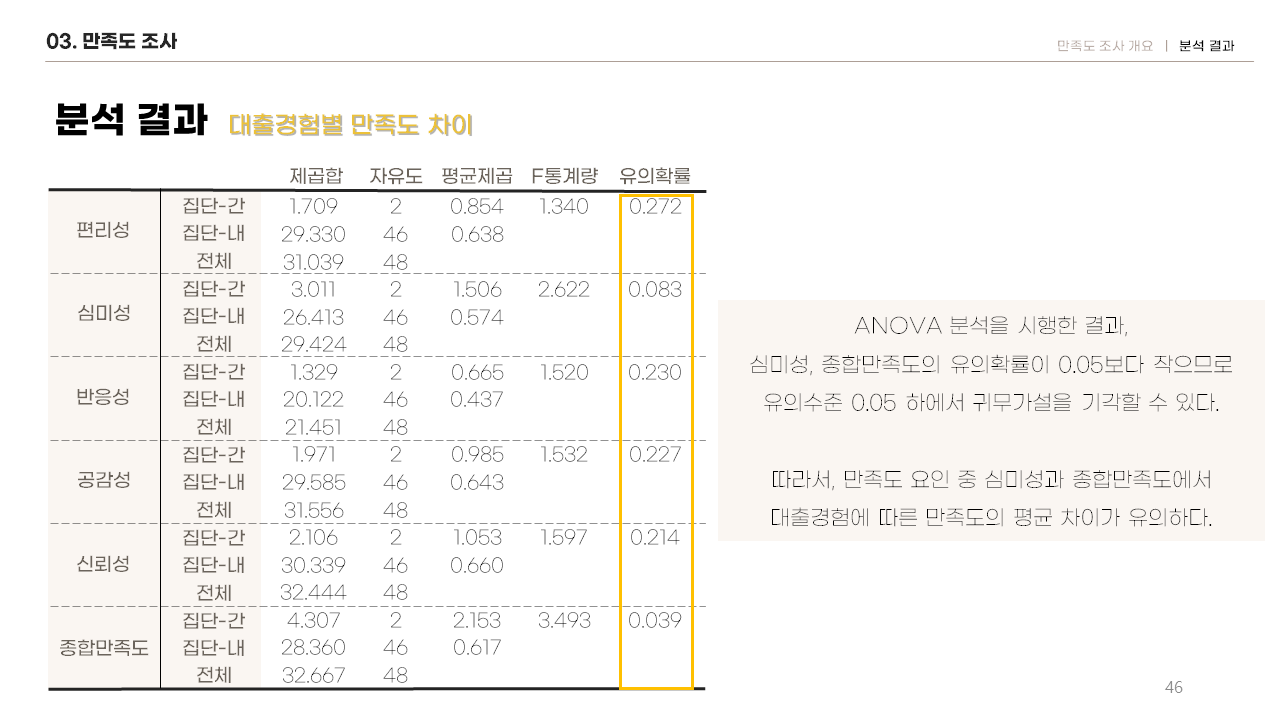 03. 만족도 조사
만족도 조사 개요 | 분석 결과
분석 결과 대출경험별 만족도 차이
제곱합 자유도 평균제곱 F통계량 유의확률
편리성
집단-간 1.709 2 0.854 1.340 0.272
집단-내 29.330 46 0.638
전체 31.039 48
심미성
집단-간 3.011 2 1.506 2.622 0.083
집단-내 26.413 46 0.574
전체 29.424 48
반응성
집단-간 1.329 2 0.665 1.520 0.230
집단-내 20.122 46 0.437
전체 21.451 48
공감성
집단-간 1.971 2 0.985 1.532 0.227
집단-내 29.585 46 0.643
전체 31.556 48
신뢰성
집단-간 2.106 2 1.053 1.597 0.214
집단-내 30.339 46 0.660
전체 32.444 48
종합만족도
집단-간 4.307 2 2.153 3.493 0.039
집단-내 28.360 46 0.617
전체 32.667 48
ANOVA 분석을 시행한 결과,
심미성, 종합만족도의 유의확률이 0.05보다 작으므로
유의수준 0.05 하에서 귀무가설을 기각할 수 있다.
따라서, 만족도 요인 중 심미성과 종합만족도에서
대출경험에 따른 만족도의 평균 차이가 유의하다.
46